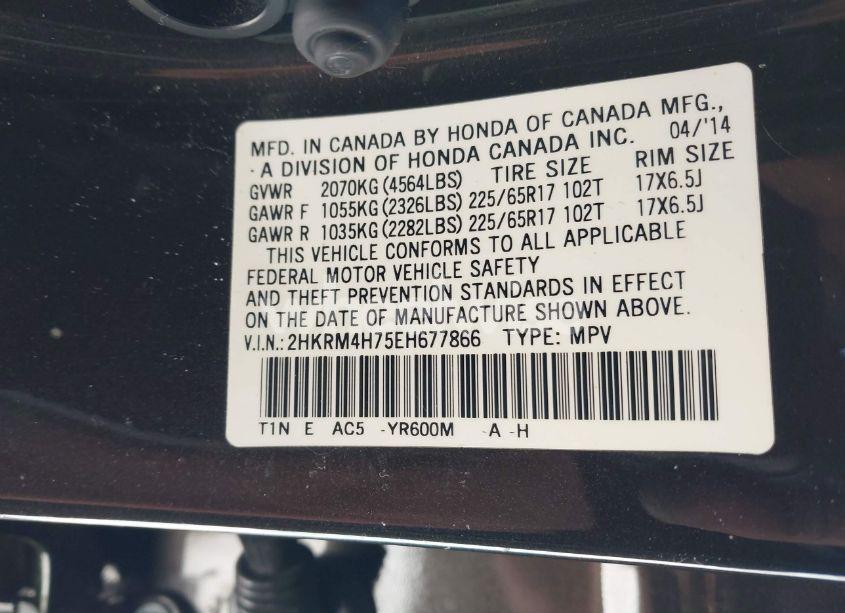 MFD. IN CANADA BY HONDA OF CANADA MFG.,
·A DIVISION OF HONDA CANADA INC. 04/'14
GVWR 2070KG (4564LBS) TIRE SIZE RIM SIZE
GAWR F 1055KG (2326LBS) 225/65R17 102T 17X6.5J
GAWR R 1035KG (2282LBS) 225/65R17 102T 17X6.5J
THIS VEHICLE CONFORMS TO ALL APPLICABLE
FEDERAL MOTOR VEHICLE SAFETY
AND THEFT PREVENTION STANDARDS IN EFFECT
ON THE DATE OF MANUFACTURE SHOWN ABOVE.
V.I.N.: 2HKRM4H75EH677866 TYPE: MPV
T1N E AC5 -YR600M -A -H